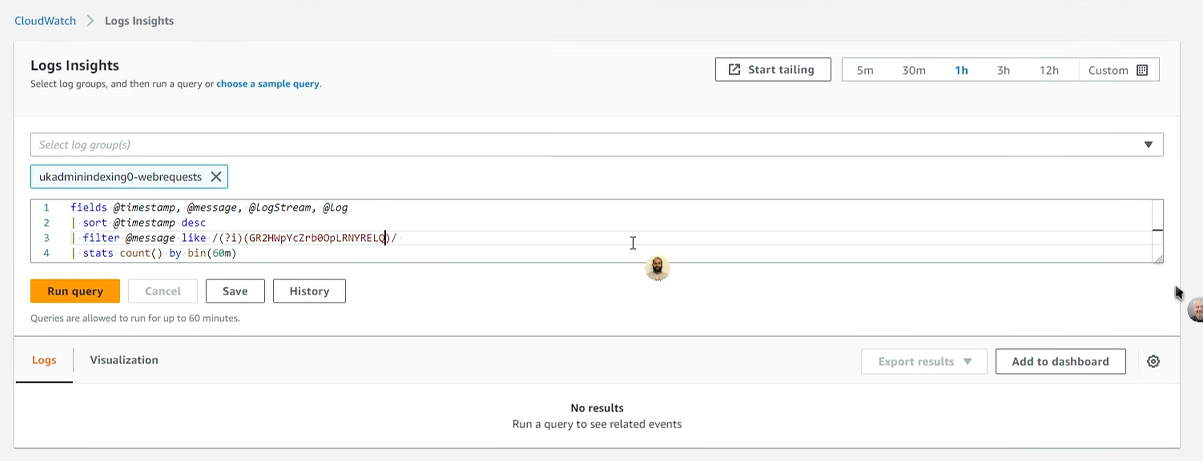 CloudWatch > Logs Insights
Logs Insights
Select log groups, and then run a query or choose a sample query.
Start tailing
5m 30m 1h 3h 12h Custom
Select log group(s)
ukadminindexing0-webrequests
1 fields @timestamp, @message, @logStream, @log
2 | sort @timestamp desc
3 | filter @message like /(?i)(GR2HWpYcZrb0OpLRNYRELQ)/
4 | stats count() by bin(60m)
Run query Cancel Save History
Queries are allowed to run for up to 60 minutes.
Logs Visualization
Export results Add to dashboard
No results
Run a query to see related events